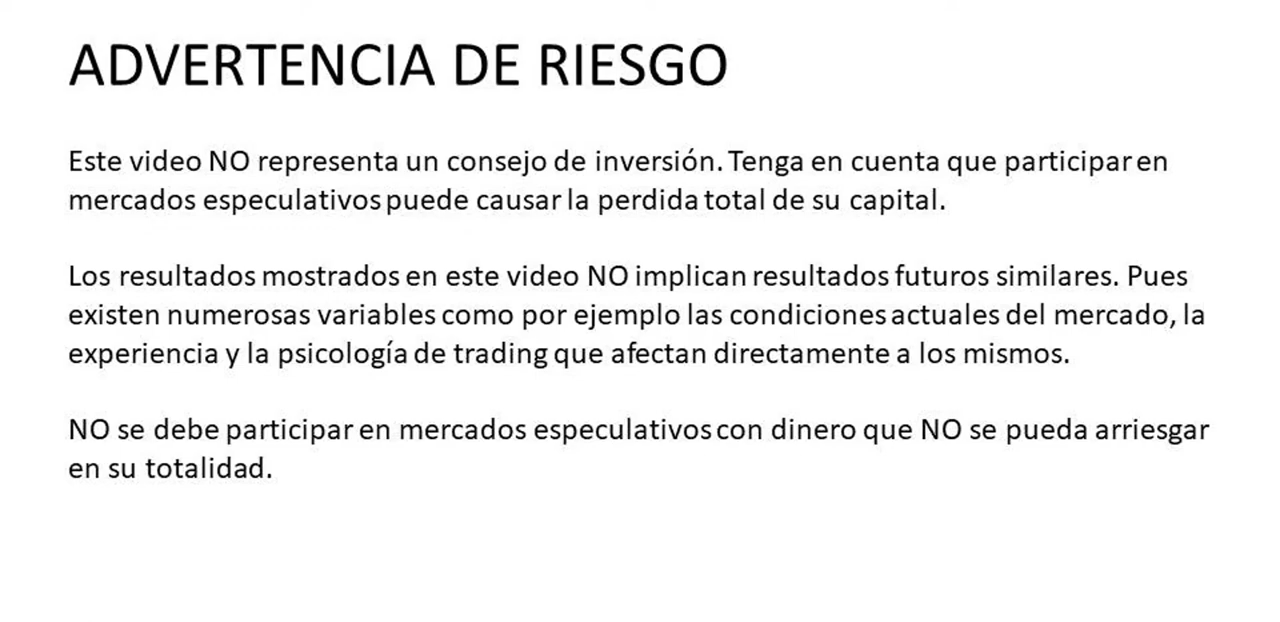 ADVERTENCIA DE RIESGO
Este video NO representa un consejo de inversión. Tenga en cuenta que participar en
mercados especulativos puede causar la perdida total de su capital.
Los resultados mostrados en este video NO implican resultados futuros similares. Pues
existen numerosas variables como por ejemplo las condiciones actuales del mercado, la
experiencia y la psicología de trading que afectan directamente a los mismos.
NO se debe participar en mercados especulativos con dinero que NO se pueda arriesgar
en su totalidad.